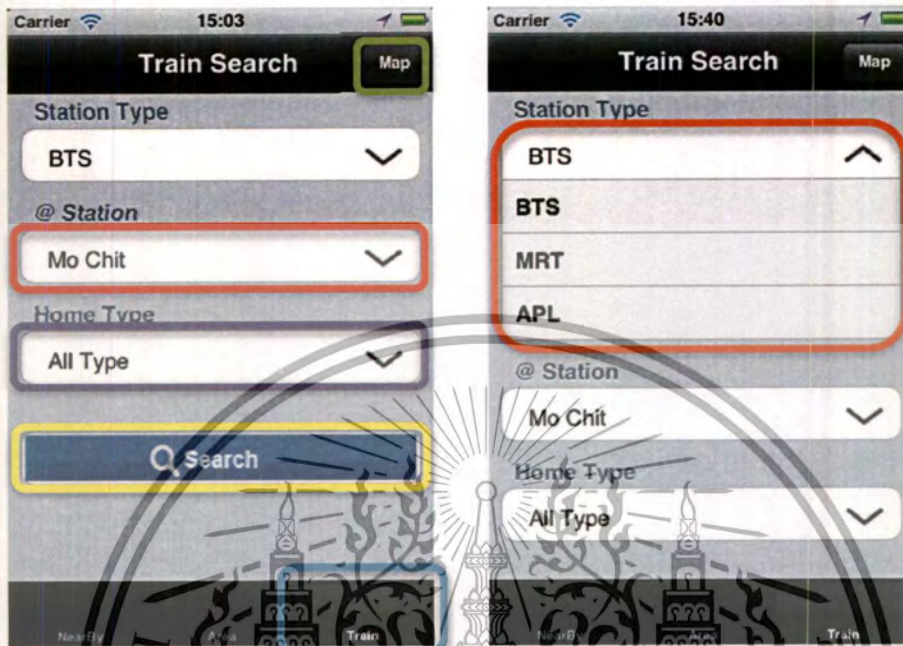 Carrier 15:03
Train Search Map
Station Type
BTS
@ Station
Mo Chit
Home Type
All Type
Search
NearBy Area Train
Carrier 15:40
Train Search Map
Station Type
BTS
BTS
MRT
APL
@ Station
Mo Chit
Home Type
All Type
NearBy Area Train